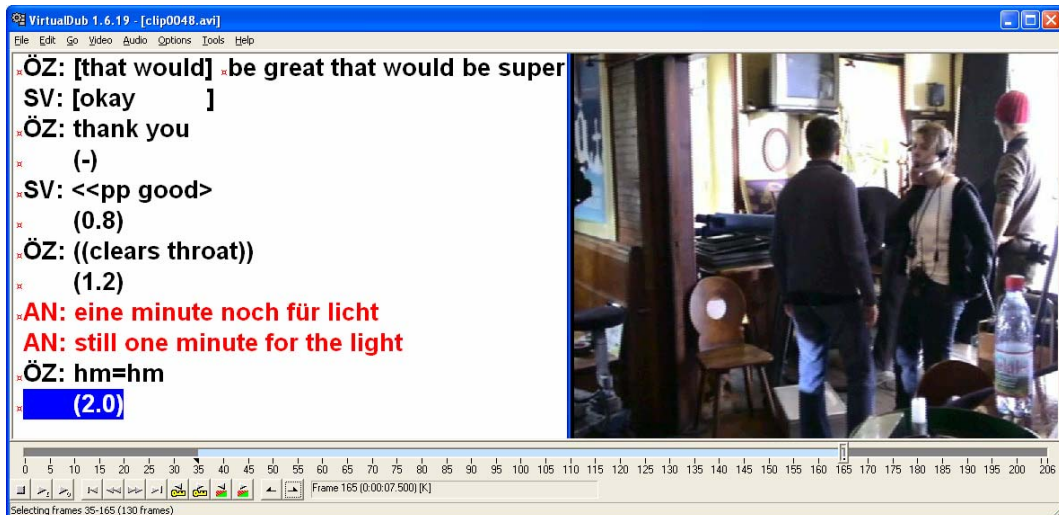 VirtualDub 1.6.19 - [clip0048.avi]
File Edit Go Video Audio Options Tools Help
ÖZ: [that would] be great that would be super
SV: [okay ]
ÖZ: thank you
(-)
SV: <<pp good>
(0.8)
ÖZ: ((clears throat))
(1.2)
AN: eine minute noch für licht
AN: still one minute for the light
ÖZ: hm=hm
(2.0)
0 5 10 15 20 25 30 35 40 45 50 55 60 65 70 75 80 85 90 95 100 105 110 115 120 125 130 135 140 145 150 155 160 165 170 175 180 185 190 195 200 206
Frame 165 (0:00:07.500) [K]
Selecting frames 35-165 (130 frames)